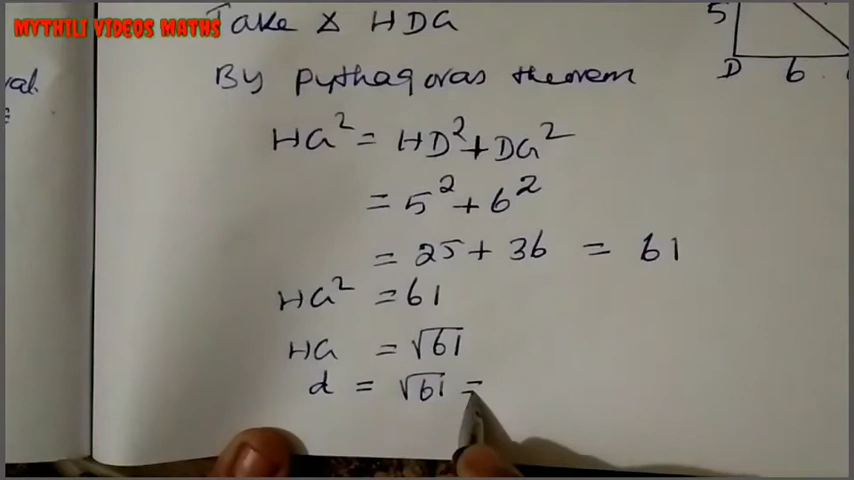 MYTHILI VIDEOS MATHS
Take △ HDG
By Pythagoras theorem
HG² = HD² + DG²
= 5² + 6²
= 25 + 36 = 61
HG² = 61
HG = √61
d = √61 =
5
D 6